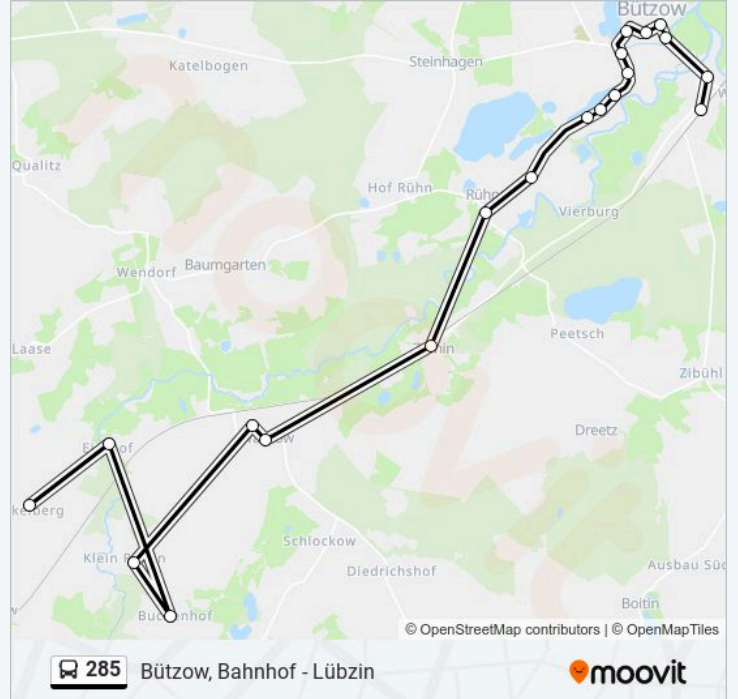 Bützow
Katelbogen
Steinhagen
Qualitz
Hof Rühn
Vierburg
Wendorf
Baumgarten
Laase
Peetsch
Zibühl
Dreetz
kelberg
Schlockow
Klein
Diedrichshof
Ausbau Süd
Boitin
© OpenStreetMap contributors | © OpenMapTiles
285
Bützow, Bahnhof - Lübzin
moovit